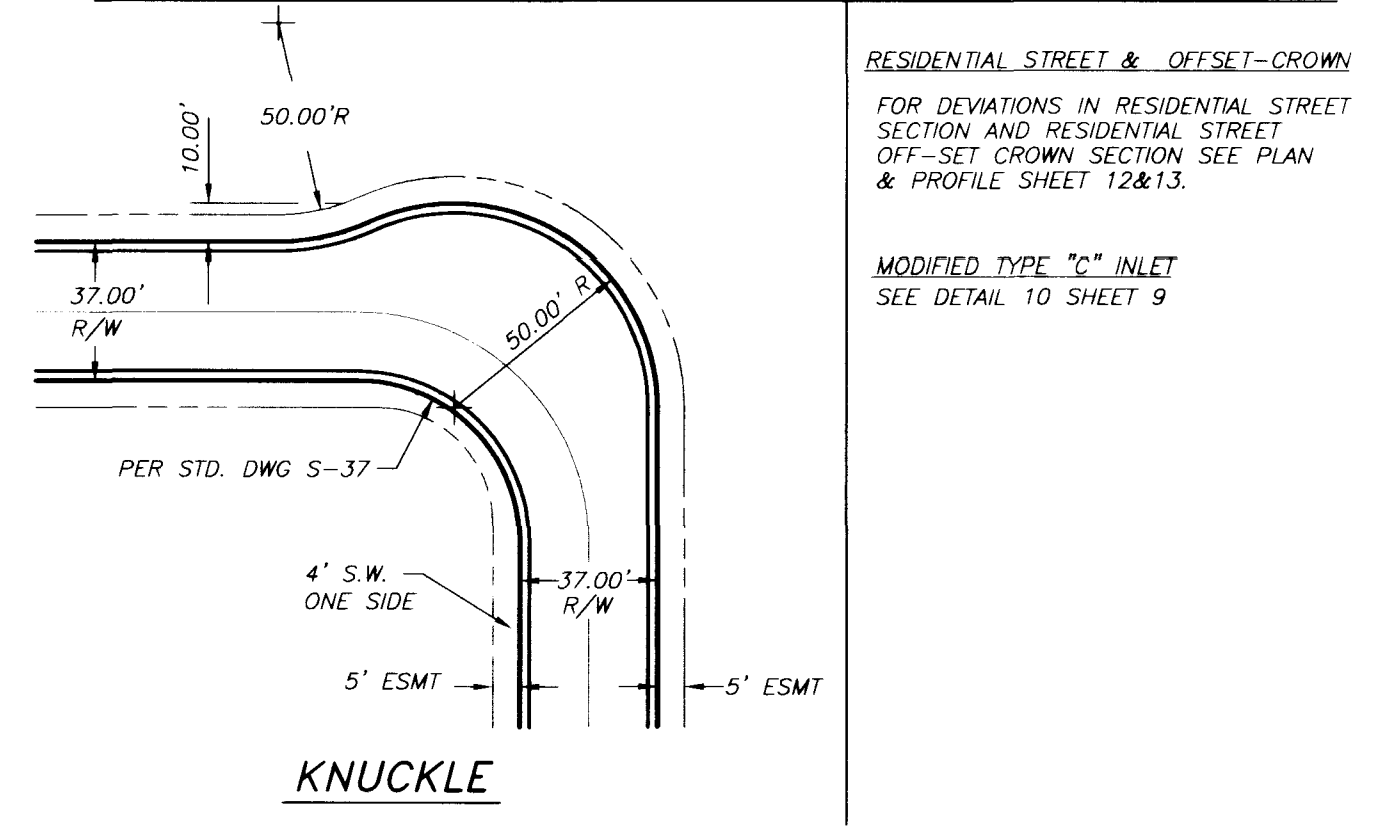 10.00'
50.00'R
37.00'
R/W
50.00' R
PER STD. DWG S-37
4' S.W.
ONE SIDE
37.00'
R/W
5' ESMT
5' ESMT
KNUCKLE
RESIDENTIAL STREET & OFFSET-CROWN
FOR DEVIATIONS IN RESIDENTIAL STREET
SECTION AND RESIDENTIAL STREET
OFF-SET CROWN SECTION SEE PLAN
& PROFILE SHEET 12&13.
MODIFIED TYPE "C" INLET
SEE DETAIL 10 SHEET 9